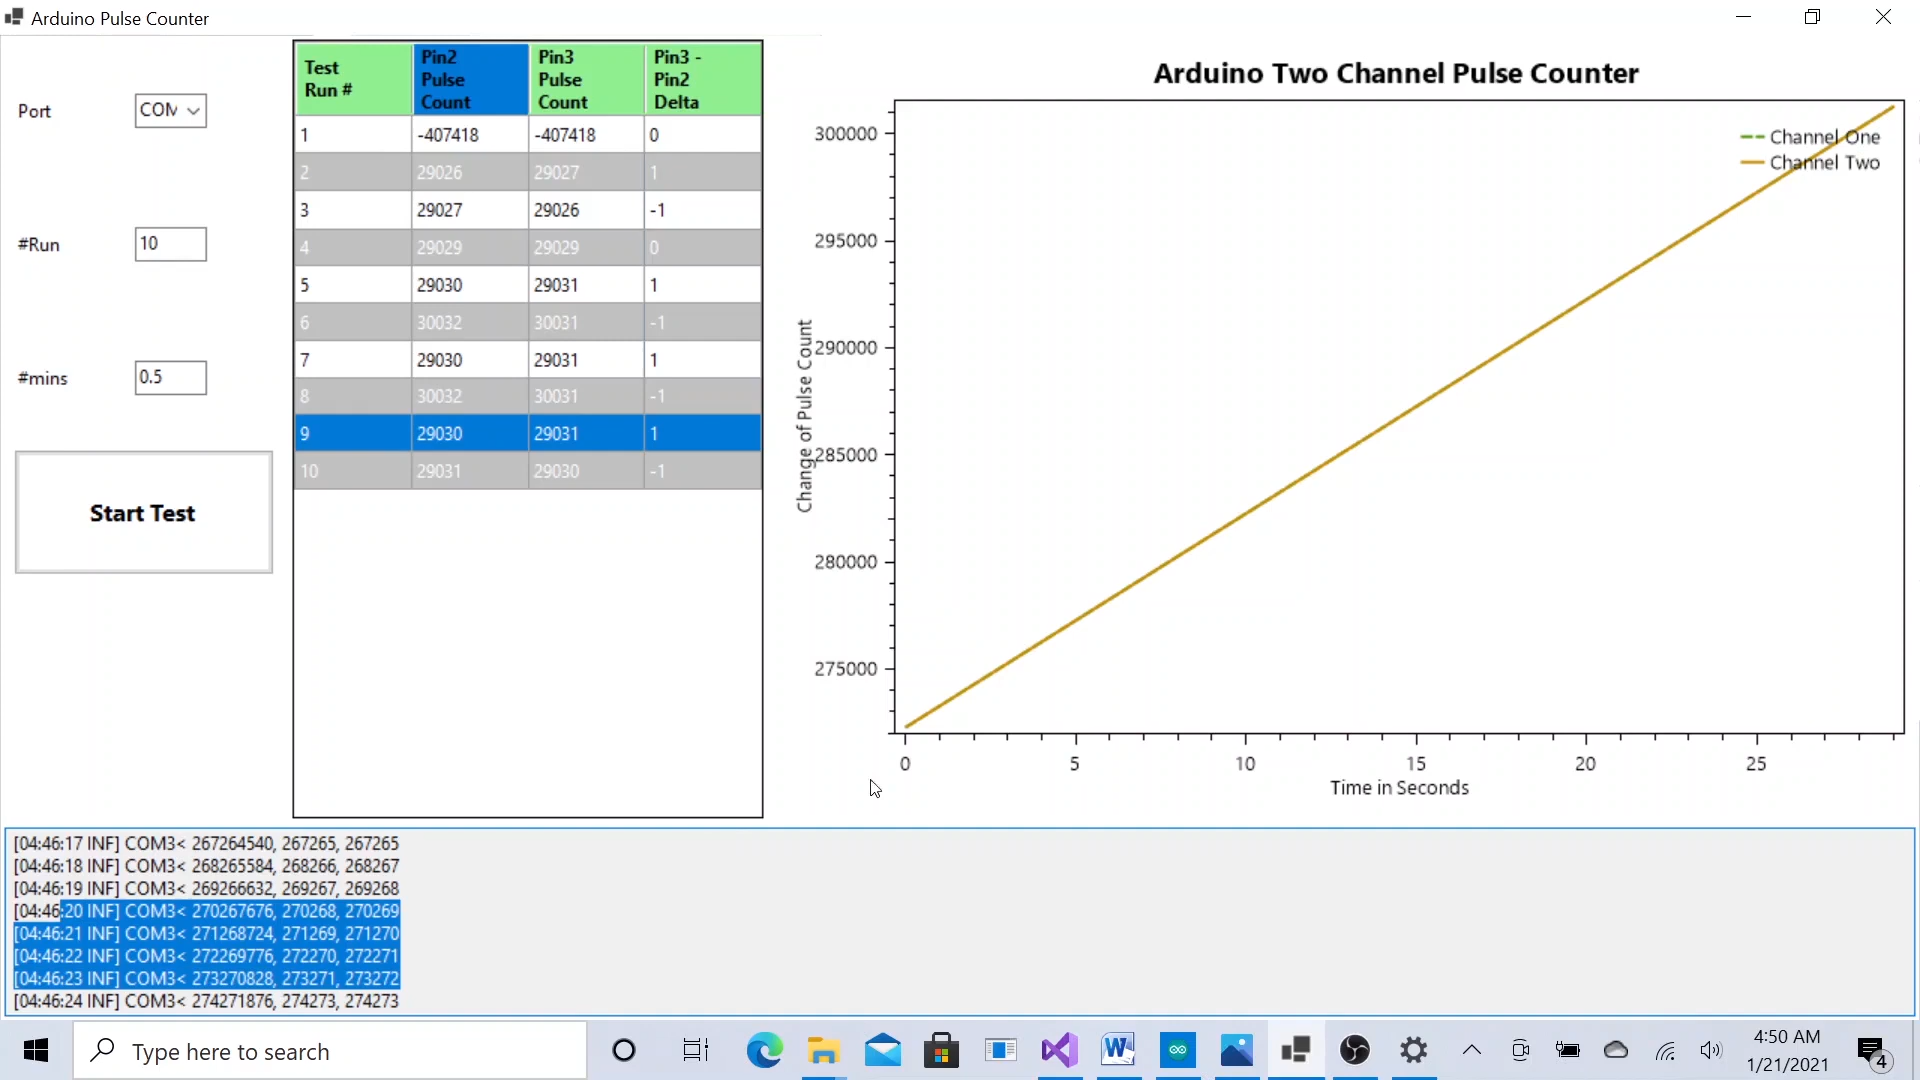 Arduino Pulse Counter
Port
COM
#Run
10
#mins
0.5
Start Test
Test Run # Pin2 Pulse Count Pin3 Pulse Count Pin3 - Pin2 Delta
1 -407418 -407418 0
2 29026 29027 1
3 29027 29026 -1
4 29029 29029 0
5 29030 29031 1
6 30032 30031 -1
7 29030 29031 1
8 30032 30031 -1
9 29030 29031 1
10 29031 29030 -1
Arduino Two Channel Pulse Counter
Channel One
Channel Two
300000
295000
290000
285000
280000
275000
Change of Pulse Count
0 5 10 15 20 25
Time in Seconds
[04:46:17 INF] COM3< 267264540, 267265, 267265
[04:46:18 INF] COM3< 268265584, 268266, 268267
[04:46:19 INF] COM3< 269266632, 269267, 269268
[04:46:20 INF] COM3< 270267676, 270268, 270269
[04:46:21 INF] COM3< 271268724, 271269, 271270
[04:46:22 INF] COM3< 272269776, 272270, 272271
[04:46:23 INF] COM3< 273270828, 273271, 273272
[04:46:24 INF] COM3< 274271876, 274273, 274273
Type here to search
4:50 AM
1/21/2021
4